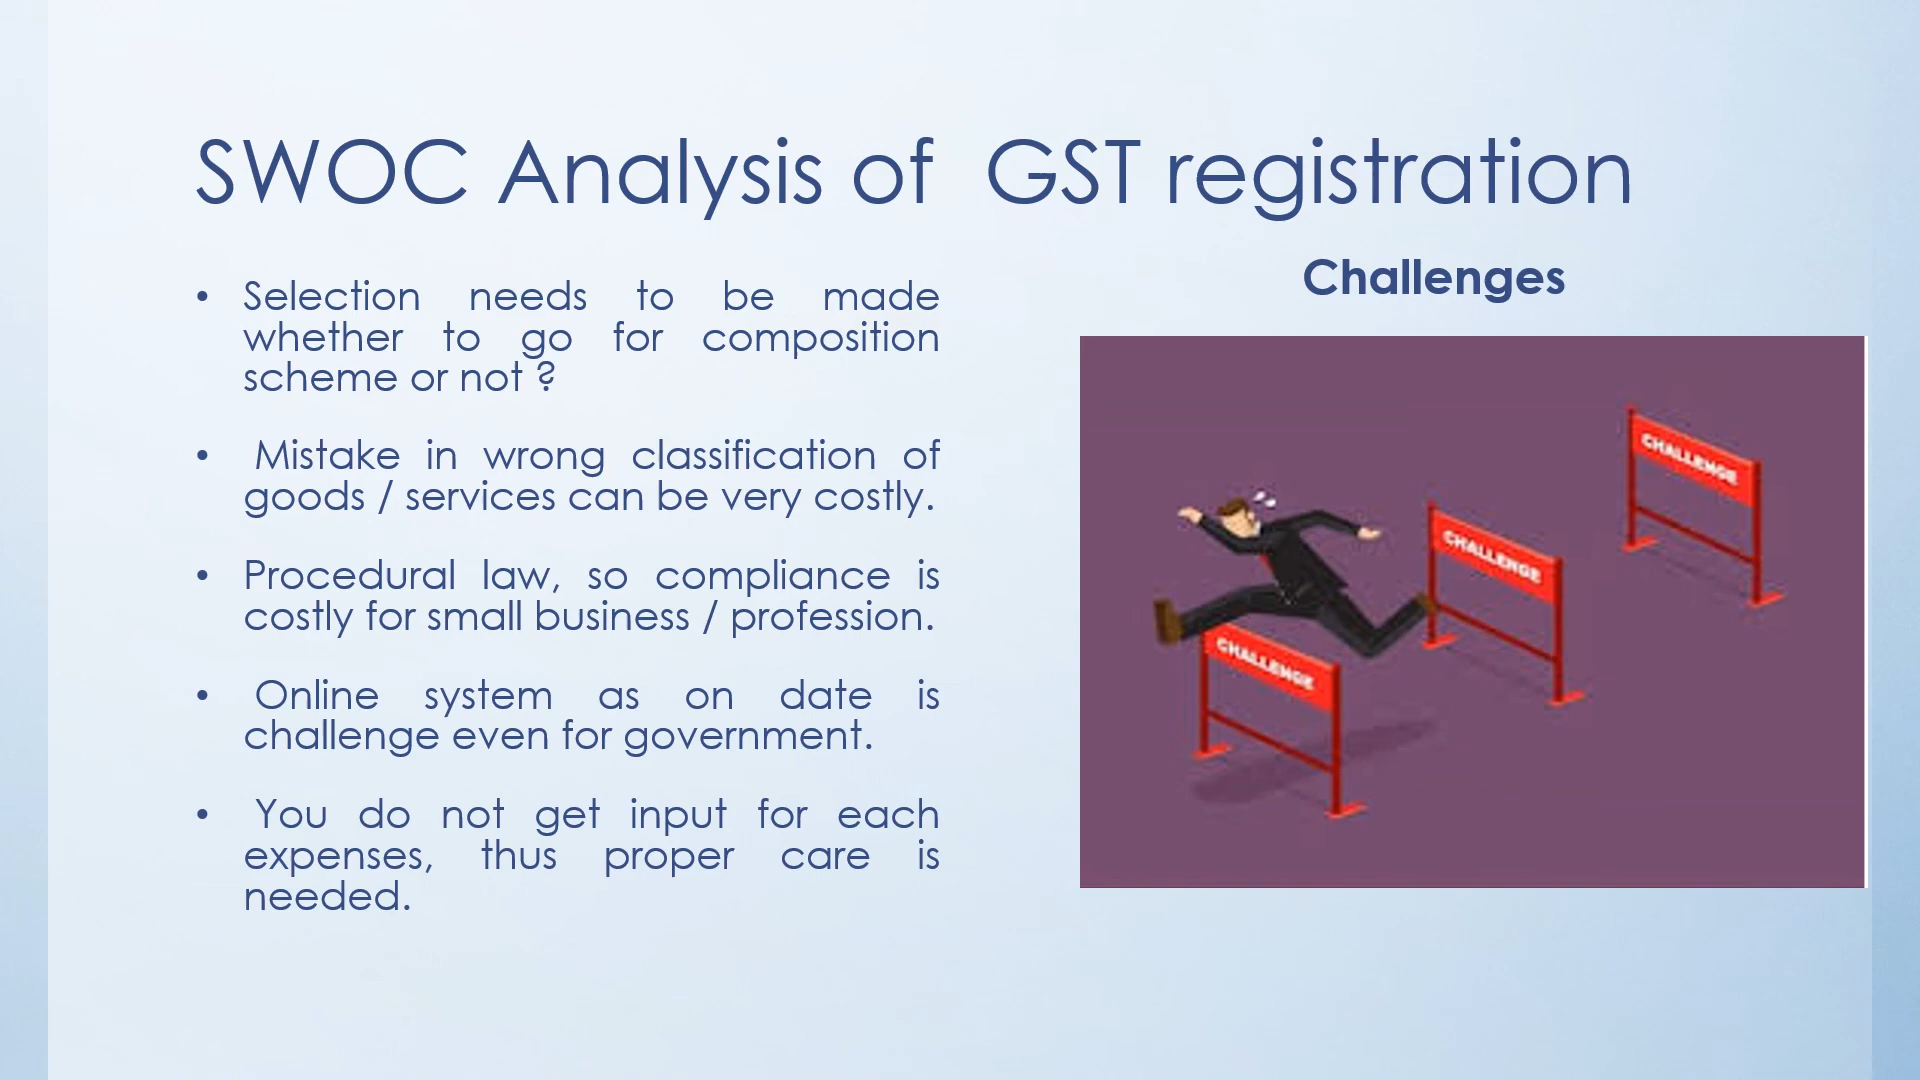 SWOC Analysis of  GST registration
• Selection needs to be made
whether to go for composition
scheme or not ?
• Mistake in wrong classification of
goods / services can be very costly.
• Procedural law, so compliance is
costly for small business / profession.
• Online system as on date is
challenge even for government.
• You do not get input for each
expenses, thus proper care is
needed.
Challenges
CHALLENGE
CHALLENGE
CHALLENGE